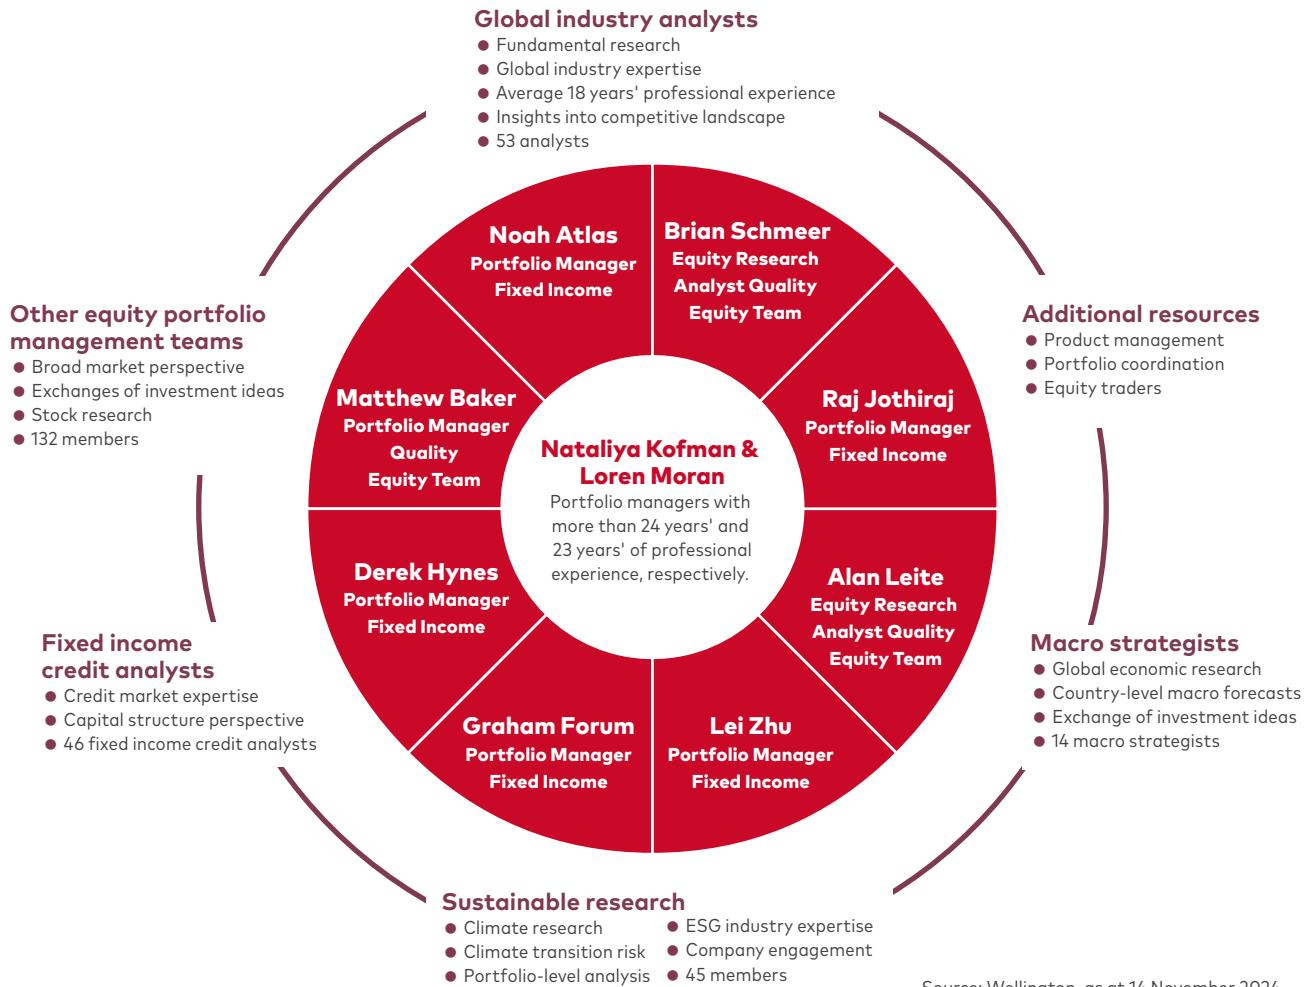 Global industry analysts
● Fundamental research
● Global industry expertise
● Average 18 years' professional experience
● Insights into competitive landscape
● 53 analysts
Noah Atlas
Portfolio Manager
Fixed Income
Brian Schmeer
Equity Research
Analyst Quality
Equity Team
Other equity portfolio
management teams
● Broad market perspective
● Exchanges of investment ideas
● Stock research
● 132 members
Additional resources
● Product management
● Portfolio coordination
● Equity traders
Matthew Baker
Portfolio Manager
Quality
Equity Team
Raj Jothiraj
Portfolio Manager
Fixed Income
Nataliya Kofman &
Loren Moran
Portfolio managers with
more than 24 years' and
23 years' of professional
experience, respectively.
Derek Hynes
Portfolio Manager
Fixed Income
Alan Leite
Equity Research
Analyst Quality
Equity Team
Fixed income
credit analysts
● Credit market expertise
● Capital structure perspective
● 46 fixed income credit analysts
Macro strategists
● Global economic research
● Country-level macro forecasts
● Exchange of investment ideas
● 14 macro strategists
Graham Forum
Portfolio Manager
Fixed Income
Lei Zhu
Portfolio Manager
Fixed Income
Sustainable research
● Climate research
● Climate transition risk
● Portfolio-level analysis
● ESG industry expertise
● Company engagement
● 45 members
Source: Wellington, as at 14 November 2024